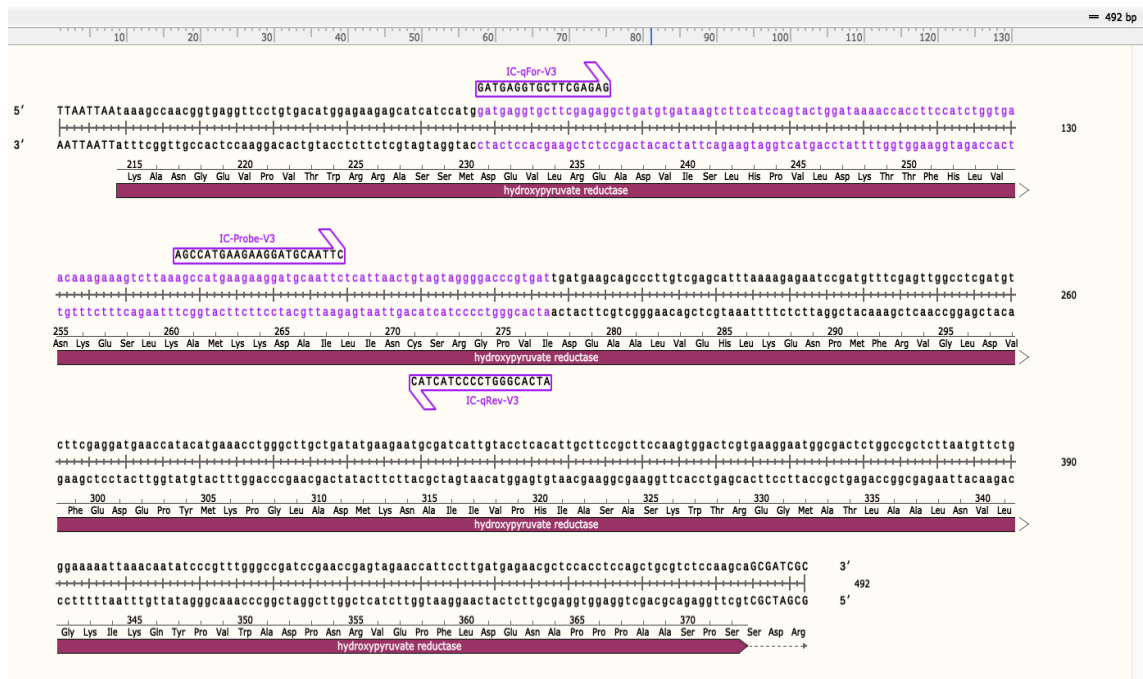 492 bp
10 20 30 40 50 60 70 80 90 100 110 120 130
IC-qFor-V3
GATGAGGTGCTTCGAGAG
5′ TTAATTAAtaaagccaacggtgaggttcctgtgacatggagaagagcatcatccatggatgaggtgcttcgagaggctgatgtgataagtcttcatccagtactggataaaaccaccttccatctggtga
130
3′ AATTAATTatttcggttgccactccaaggacactgtacctcttctcgtagtaggtacctactccacgaagctctccgactacactattcagaagtaggtcatgacctattttggtggaaggtagaccact
215 220 225 230 235 240 245 250
Lys Ala Asn Gly Glu Val Pro Val Thr Trp Arg Arg Ala Ser Ser Met Asp Glu Val Leu Arg Glu Ala Asp Val Ile Ser Leu His Pro Val Leu Asp Lys Thr Thr Phe His Leu Val
hydroxypyruvate reductase
IC-Probe-V3
AGCCATGAAGAAGGATGCAATTC
acaaagaaagtcttaaagccatgaagaaggatgcaattctcattaactgtagtaggggacccgtgattgatgaagcagcccttgtcgagcatttaaaagagaatccgatgtttcgagttggcctcgatgt
260
tgtttctttcagaatttcggtacttcttcctacgttaagagtaattgacatcatcccctgggcactaactacttcgtcgggaacagctcgtaaattttctcttaggctacaaagctcaaccggagctaca
255 260 265 270 275 280 285 290 295
Asn Lys Glu Ser Leu Lys Ala Met Lys Lys Asp Ala Ile Leu Ile Asn Cys Ser Arg Gly Pro Val Ile Asp Glu Ala Ala Leu Val Glu His Leu Lys Glu Asn Pro Met Phe Arg Val Gly Leu Asp Val
hydroxypyruvate reductase
CATCATCCCCTGGGCACTA
IC-qRev-V3
cttcgaggatgaaccatacatgaaacctgggcttgctgatatgaagaatgcgatcattgtacctcacattgcttccgcttccaagtggactcgtgaaggaatggcgactctggccgctcttaatgttctg
390
gaagctcctacttggtatgtactttggacccgaacgactatacttcttacgctagtaacatggagtgtaacgaaggcgaaggttcacctgagcacttccttaccgctgagaccggcgagaattacaagac
300 305 310 315 320 325 330 335 340
Phe Glu Asp Glu Pro Tyr Met Lys Pro Gly Leu Ala Asp Met Lys Asn Ala Ile Ile Val Pro His Ile Ala Ser Ala Ser Lys Trp Thr Arg Glu Gly Met Ala Thr Leu Ala Ala Leu Asn Val Leu
hydroxypyruvate reductase
ggaaaaattaaacaatatcccgtttgggccgatccgaaccgagtagaaccattccttgatgagaacgctccacctccagctgcgtctccaagcaGCGATCGC 3′
492
cctttttaatttgttatagggcaaacccggctaggcttggctcatcttggtaaggaactactcttgcgaggtggaggtcgacgcagaggttcgtCGCTAGCG 5′
345 350 355 360 365 370
Gly Lys Ile Lys Gln Tyr Pro Val Trp Ala Asp Pro Asn Arg Val Glu Pro Phe Leu Asp Glu Asn Ala Pro Pro Pro Ala Ala Ser Pro Ser Ser Asp Arg
hydroxypyruvate reductase